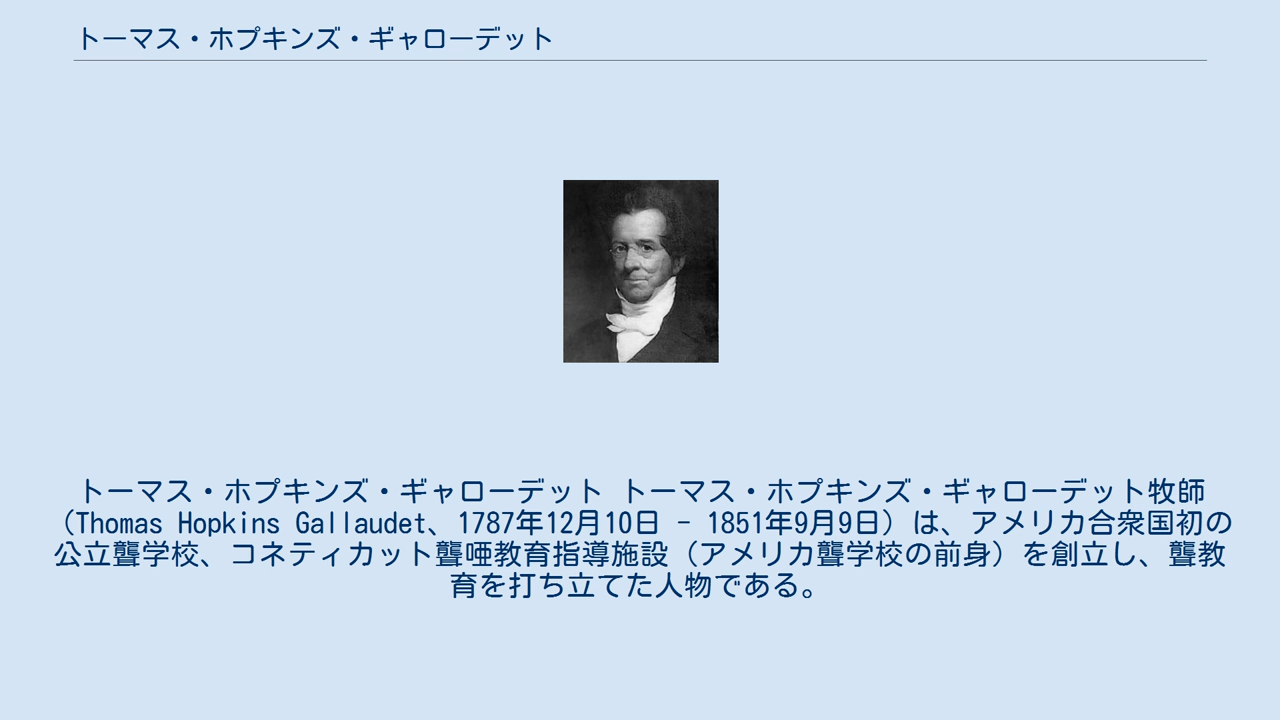 トーマス・ホプキンズ・ギャローデット
トーマス・ホプキンズ・ギャローデット トーマス・ホプキンズ・ギャローデット牧師
（Thomas Hopkins Gallaudet、1787年12月10日 - 1851年9月9日）は、アメリカ合衆国初の
公立聾学校、コネティカット聾唖教育指導施設（アメリカ聾学校の前身）を創立し、聾教
育を打ち立てた人物である。